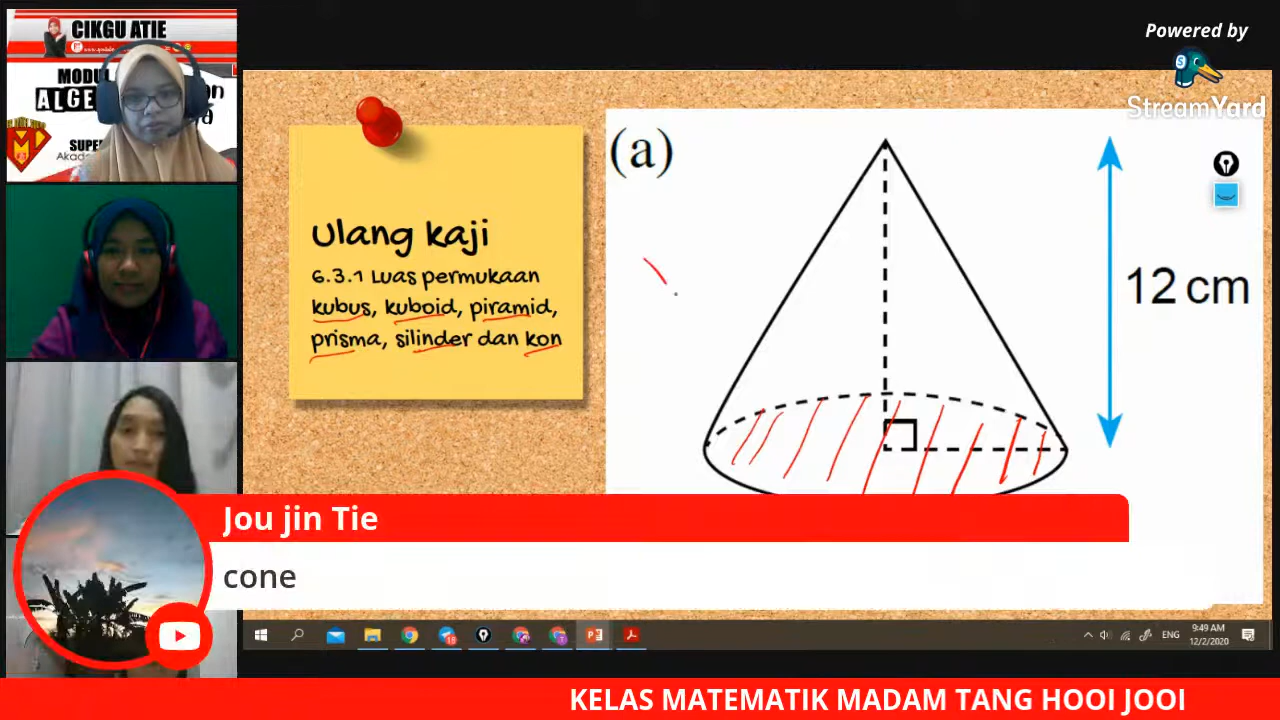 CIKGU ATIE
MODUL
ALGE
SUPE
Akade
Powered by
StreamYard
Ulang kaji
6.3.1 Luas permukaan
kubus, kuboid, piramid,
prisma, silinder dan kon
(a)
12 cm
Jou jin Tie
cone
ENG
9:49 AM
12/2/2020
KELAS MATEMATIK MADAM TANG HOOI JOOI